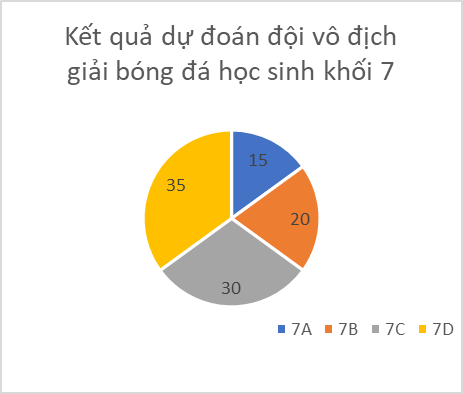 Kết quả dự đoán đội vô địch
giải bóng đá học sinh khối 7
15
20
30
35
7A 7B 7C 7D